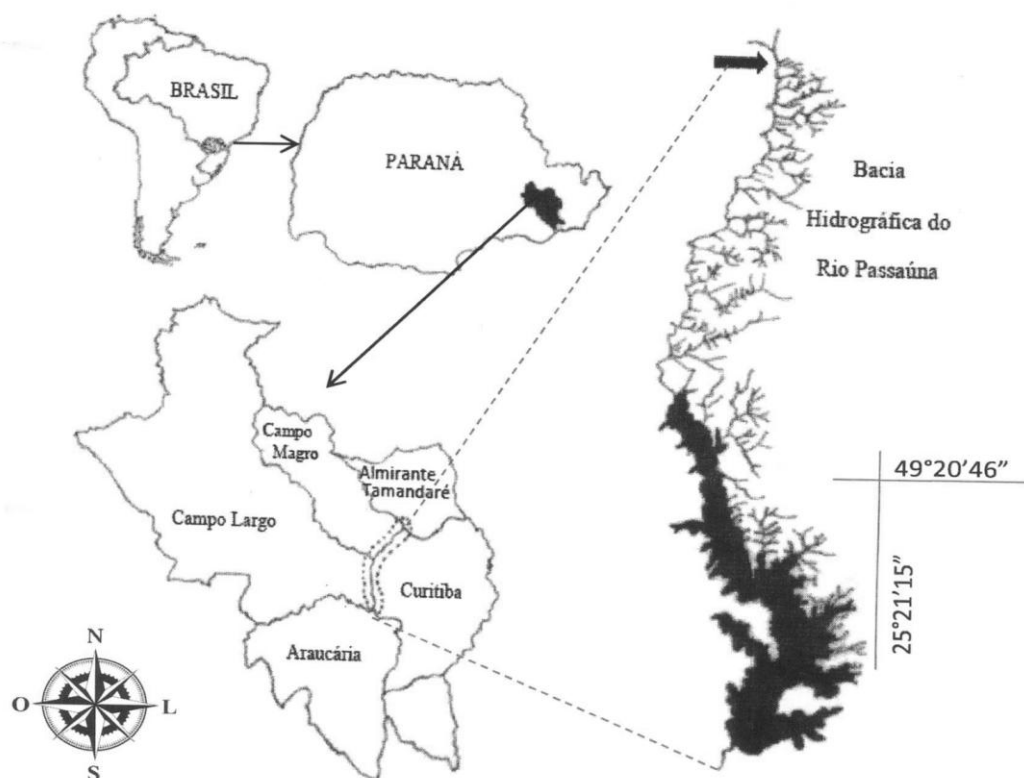 BRASIL
PARANÁ
Bacia
Hidrográfica do
Rio Passaúna
Campo
Magro
Almirante
Tamandaré
Campo Largo
Curitiba
Araucária
49°20'46”
25°21'15”
N
O
L
S